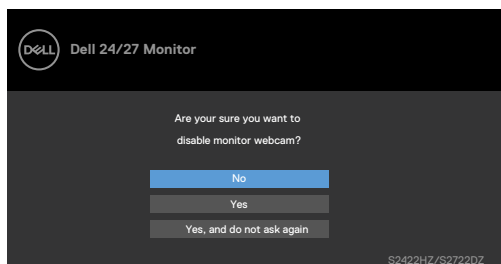 DELL
Dell 24/27 Monitor
Are your sure you want to
disable monitor webcam?
No
Yes
Yes, and do not ask again
S2422HZ/S2722DZ